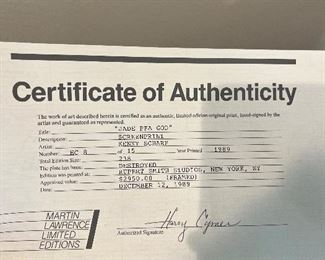 Certificate of Authenticity
The work of art described herein is certified as an authentic, limited edition original print, hand-signed by the
artist and guaranteed as represented.
Title: "JADE PFA GOD"
Description: SCREENPRINT
Artist: KENNY SCHARF
Number: HC 8 of 15 Year Printed 1989
Total Edition Size: 238
The plate has been: DESTROYED
Edition was printed at: RUPERT SMITH STUDIOS, NEW YORK, NY
Appraised value: $2950.00 (FRAMED)
Date: DECEMBER 12, 1989
MARTIN
LAWRENCE
LIMITED
EDITIONS
Authorized Signature